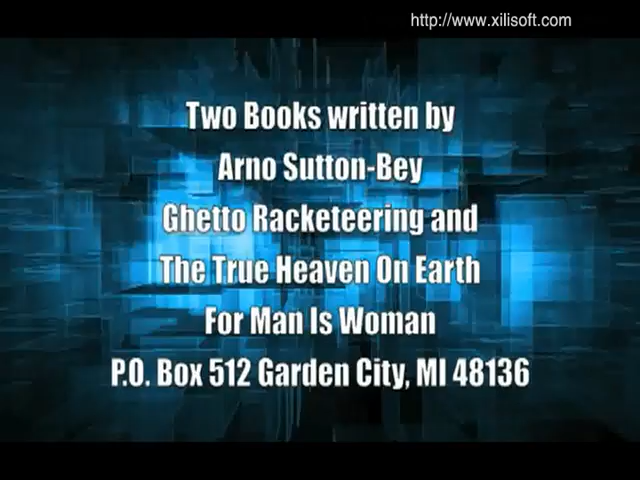 http://www.xilisoft.com
Two Books written by
Arno Sutton-Bey
Ghetto Racketeering and
The True Heaven On Earth
For Man Is Woman
P.O. Box 512 Garden City, MI 48136